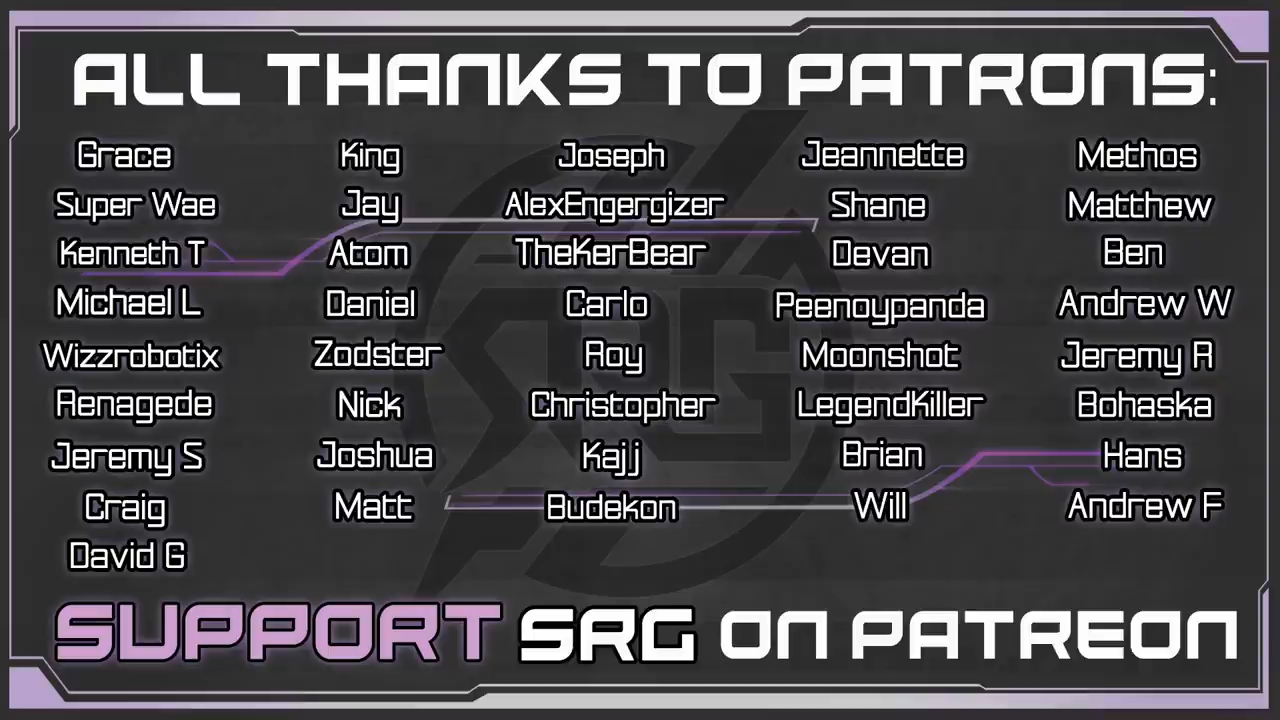 ALL THANKS TO PATRONS:
Grace King Joseph Jeannette Methos
Super Wae Jay AlexEngergizer Shane Matthew
Kenneth T Atom TheKerBear Devan Ben
Michael L Daniel Carlo Peenoypanda Andrew W
Wizzrobotix Zodster Roy Moonshot Jeremy R
Renagede Nick Christopher LegendKiller Bohaska
Jeremy S Joshua Kajj Brian Hans
Craig Matt Budekon Will Andrew F
David G
SUPPORT SRG ON PATREON